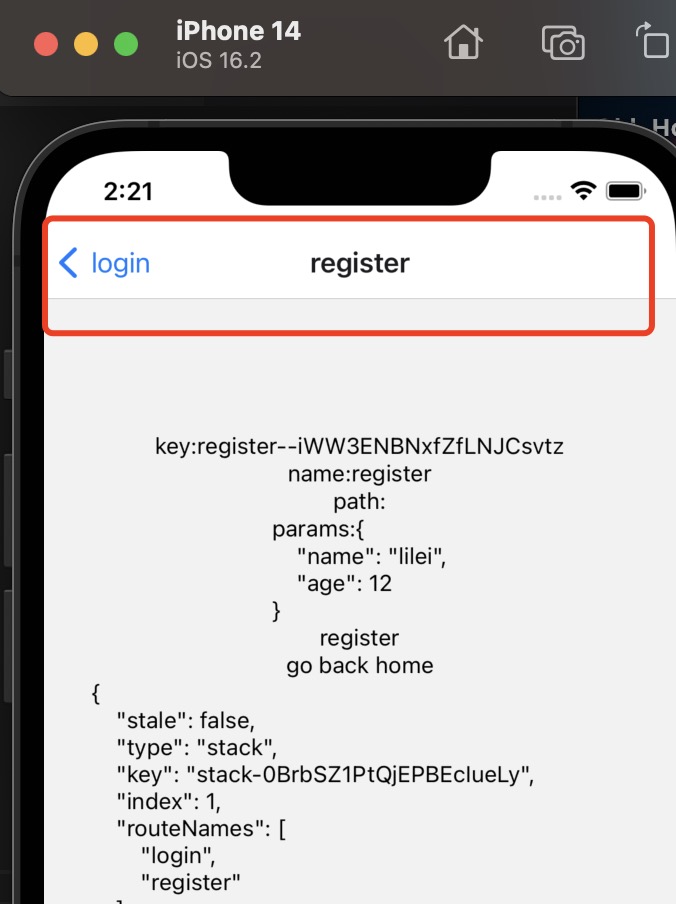 iPhone 14
iOS 16.2
2:21
login register
key:register--iWW3ENBNxfZfLNJCsvtz
name:register
path:
params:{
"name": "lilei",
"age": 12
}
register
go back home
{
"stale": false,
"type": "stack",
"key": "stack-0BrbSZ1PtQjEPBEclueLy",
"index": 1,
"routeNames": [
"login",
"register"